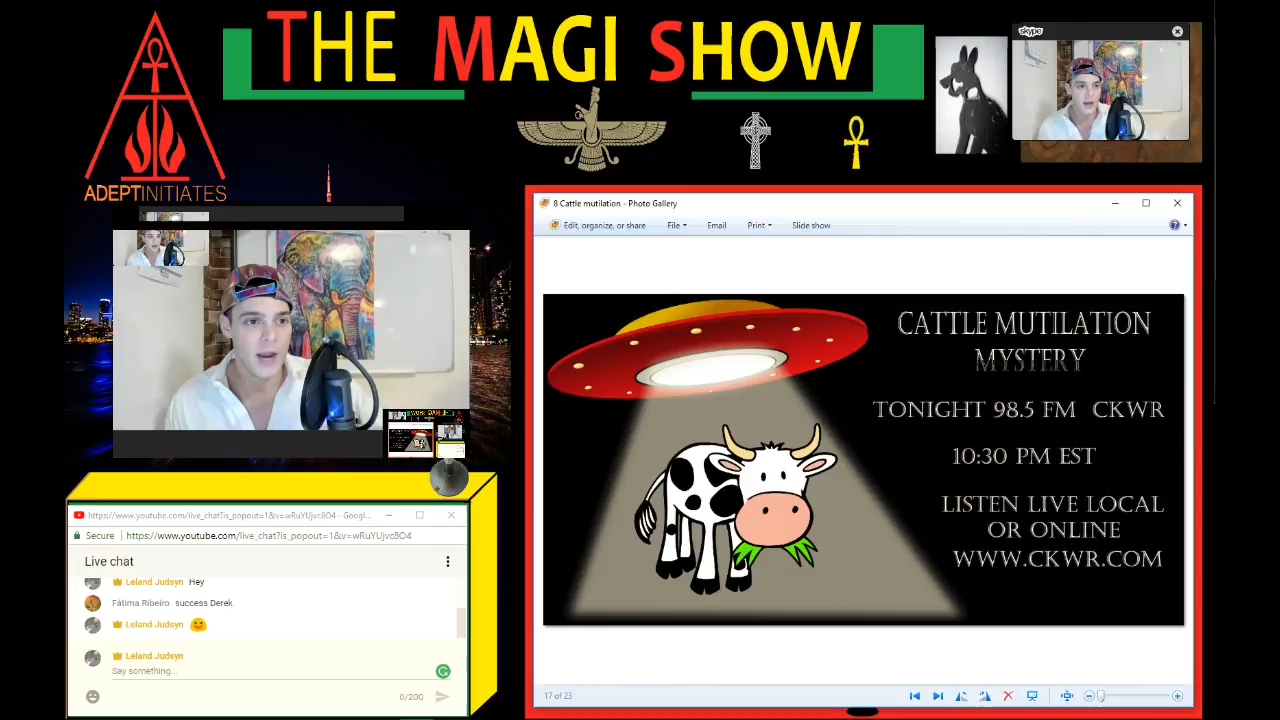 THE MAGI SHOW
skype
ADEPTINITIATES
8 Cattle mutilation - Photo Gallery
Edit, organize, or share File Email Print Slide show
CATTLE MUTILATION
MYSTERY
TONIGHT 98.5 FM CKWR
10:30 PM EST
LISTEN LIVE LOCAL
OR ONLINE
WWW.CKWR.COM
17 of 23
https://www.youtube.com/live_chat?is_popout=1&v=wRuYUjvc8O4 - Googl...
Secure https://www.youtube.com/live_chat?is_popout=1&v=wRuYUjvc8O4
Live chat
Leland Judsyn Hey
Fátima Ribeiro success Derek
Leland Judsyn
Leland Judsyn
Say something...
0/200